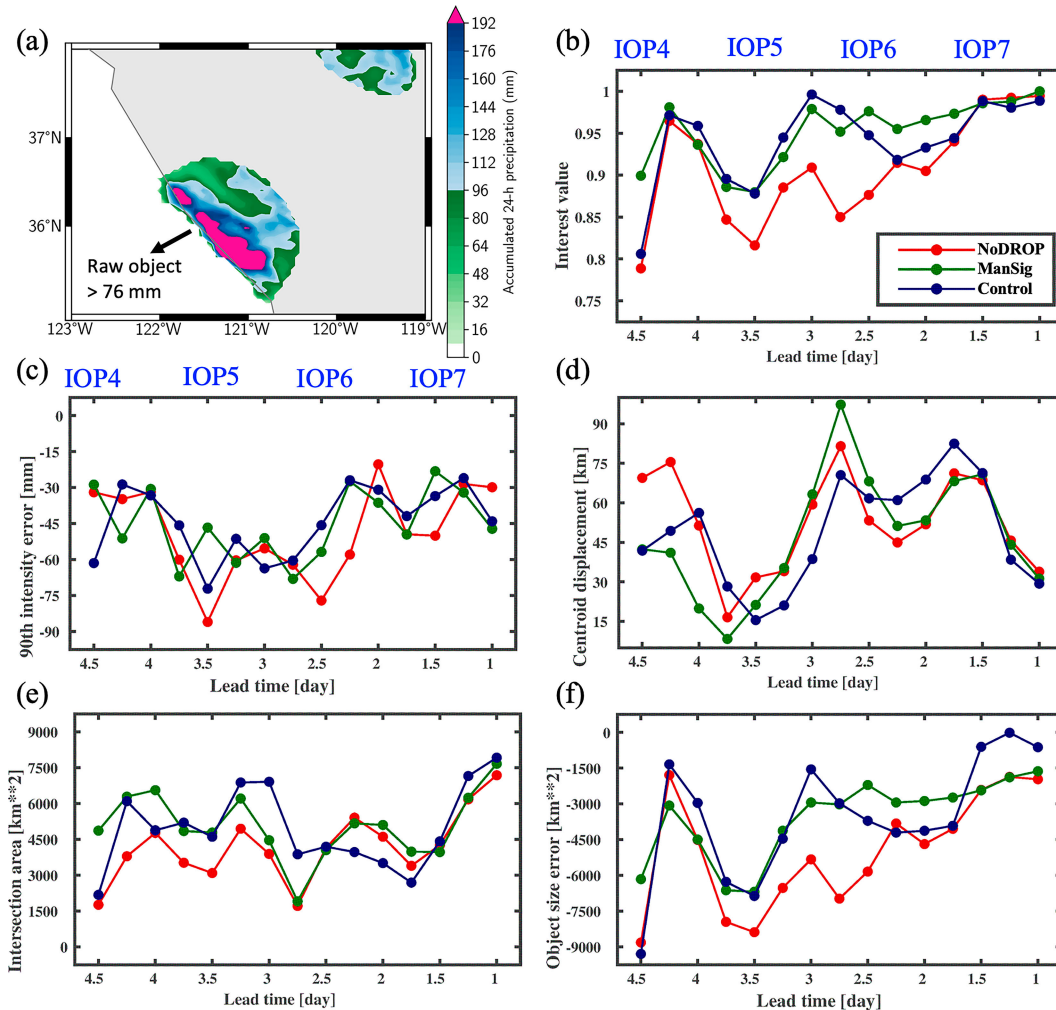 (a)
37°N
36°N
123°W
122°W
121°W
120°W
119°W
Raw object
> 76 mm
192
176
160
144
128
112
96
80
64
48
32
16
0
Accumulated 24-h precipitation (mm)
(b)
IOP4 IOP5 IOP6 IOP7
1
0.95
0.9
0.85
0.8
0.75
Interest value
NoDROP
ManSig
Control
4.5 4 3.5 3 2.5 2 1.5 1
Lead time [day]
(c)
IOP4 IOP5 IOP6 IOP7
0
-15
-30
-45
-60
-75
-90
90th intensity error [mm]
4.5 4 3.5 3 2.5 2 1.5 1
Lead time [day]
(d)
90
75
60
45
30
15
Centroid displacement [km]
4.5 4 3.5 3 2.5 2 1.5 1
Lead time [day]
(e)
9000
7500
6000
4500
3000
1500
0
Intersection area [km**2]
4.5 4 3.5 3 2.5 2 1.5 1
Lead time [day]
(f)
0
-1500
-3000
-4500
-6000
-7500
-9000
Object size error [km**2]
4.5 4 3.5 3 2.5 2 1.5 1
Lead time [day]